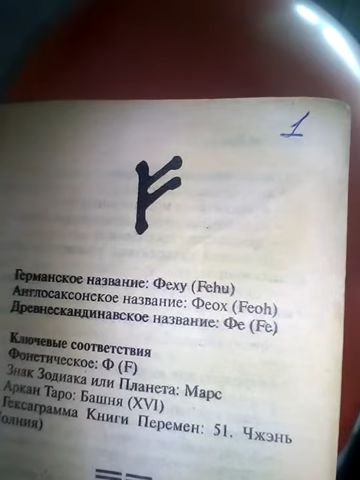 1
Германское название: Феху (Fehu)
Англосаксонское название: Феох (Feoh)
Древнескандинавское название: Фе (Fe)
Ключевые соответствия
Фонетическое: Ф (F)
Знак Зодиака или Планета: Марс
Аркан Таро: Башня (XVI)
Гексаграмма Книги Перемен: 51. Чжэнь